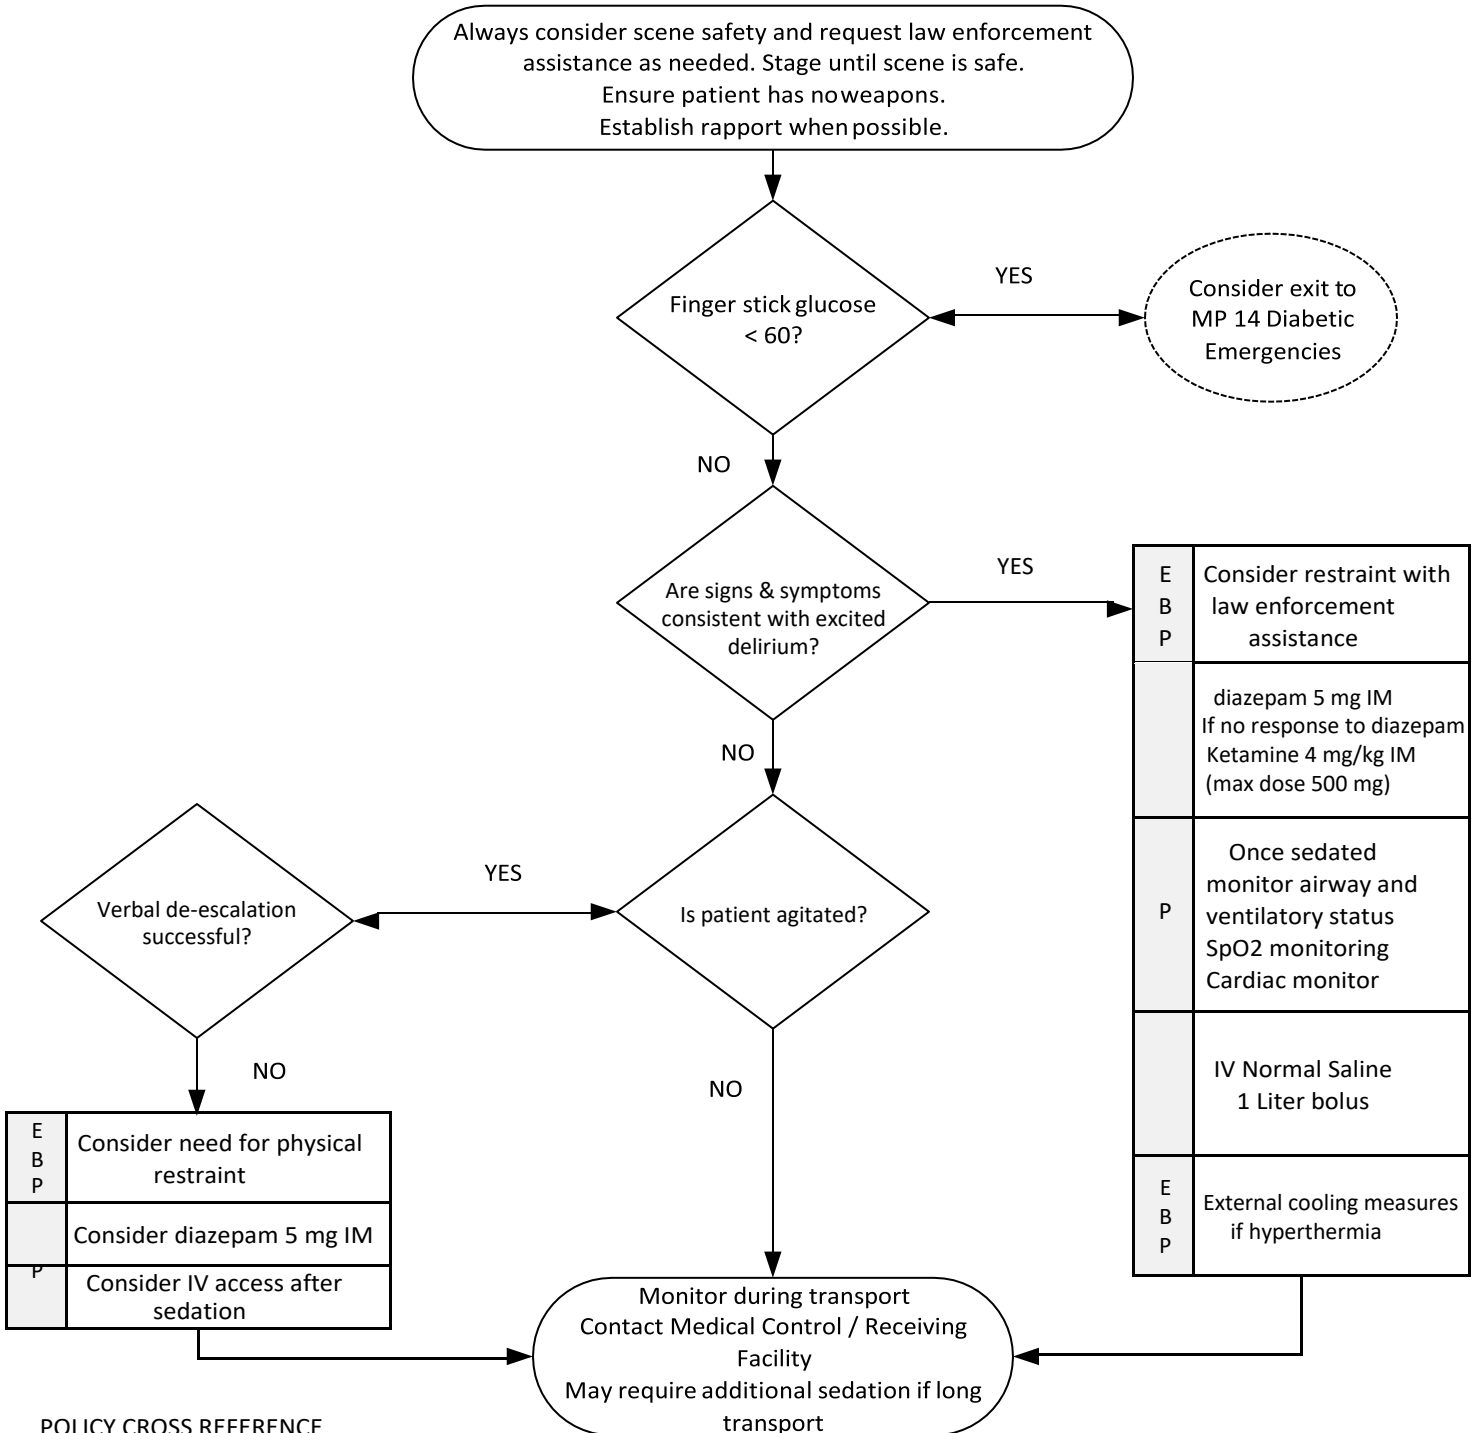 Always consider scene safety and request law enforcement
assistance as needed. Stage until scene is safe.
Ensure patient has noweapons.
Establish rapport when possible.
Finger stick glucose
< 60?
YES
Consider exit to
MP 14 Diabetic
Emergencies
NO
Are signs & symptoms
consistent with excited
delirium?
YES
E
B
P
Consider restraint with
law enforcement
assistance
diazepam 5 mg IM
If no response to diazepam
Ketamine 4 mg/kg IM
(max dose 500 mg)
P
Once sedated
monitor airway and
ventilatory status
SpO2 monitoring
Cardiac monitor
IV Normal Saline
1 Liter bolus
E
B
P
External cooling measures
if hyperthermia
NO
Is patient agitated?
YES
Verbal de-escalation
successful?
NO
E
B
P
Consider need for physical
restraint
Consider diazepam 5 mg IM
P
Consider IV access after
sedation
NO
Monitor during transport
Contact Medical Control / Receiving
Facility
May require additional sedation if long
transport
POLICY CROSS REFERENCE